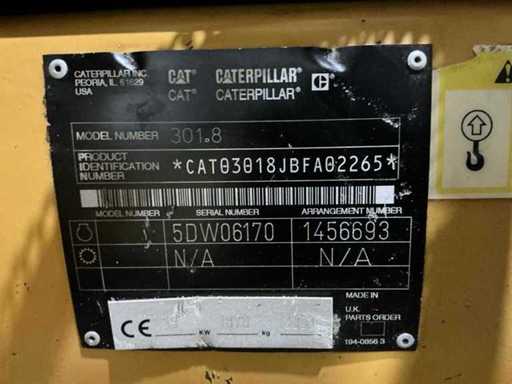 CATERPILLAR INC.
PEORIA, IL. 61629
USA
CAT® CATERPILLAR® C®
CAT® CATERPILLAR®
MODEL NUMBER 301.8
PRODUCT
IDENTIFICATION
NUMBER
*CAT03018JBFA02265*
MODEL NUMBER SERIAL NUMBER ARRANGEMENT NUMBER
5DW06170 1456693
N/A N/A
MADE IN
U.K.
PARTS ORDER
194-0856 3
CE KW kg